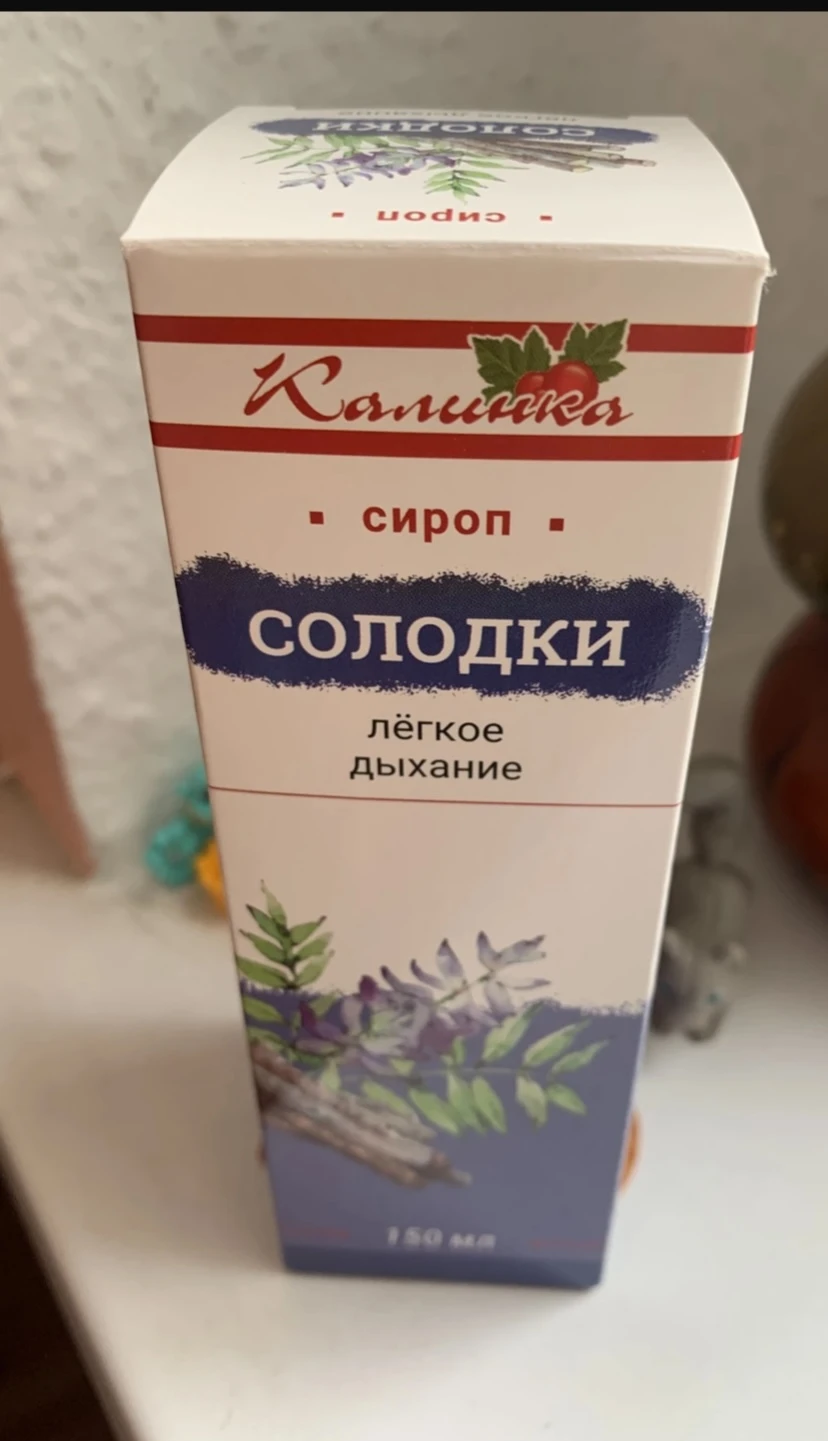 СОЛОДКИ
сироп
Калинка
сироп
СОЛОДКИ
лёгкое
дыхание
150 мл